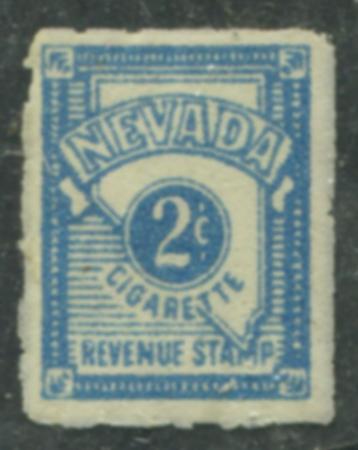 NEVADA
2¢
CIGARETTE
REVENUE STAMP